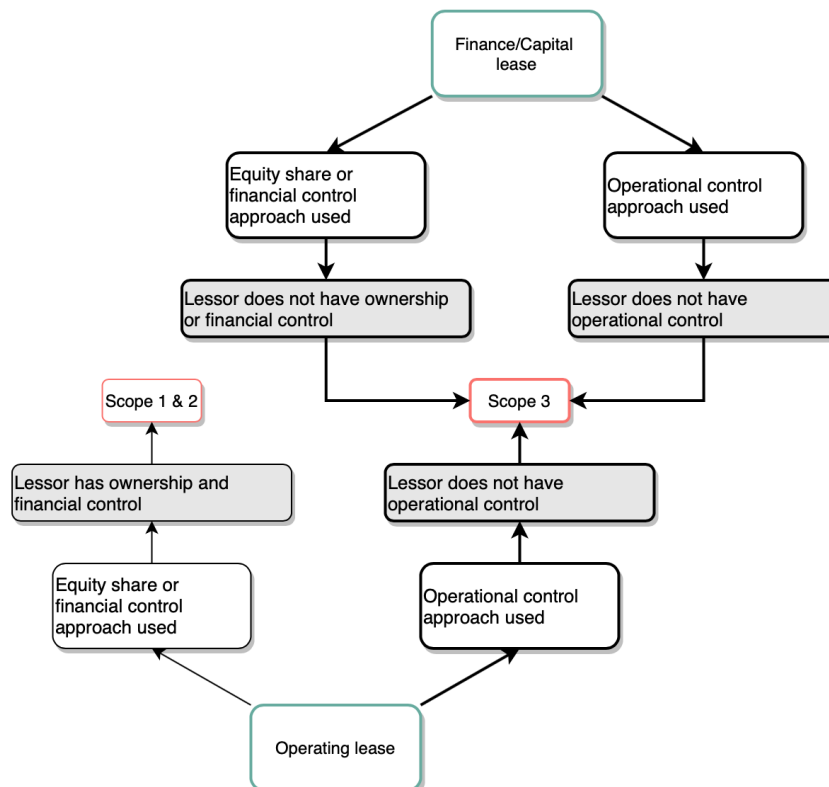 Finance/Capital
lease
Equity share or
financial control
approach used
Operational control
approach used
Lessor does not have ownership
or financial control
Lessor does not have
operational control
Scope 1 & 2
Scope 3
Lessor has ownership and
financial control
Lessor does not have
operational control
Equity share or
financial control
approach used
Operational control
approach used
Operating lease